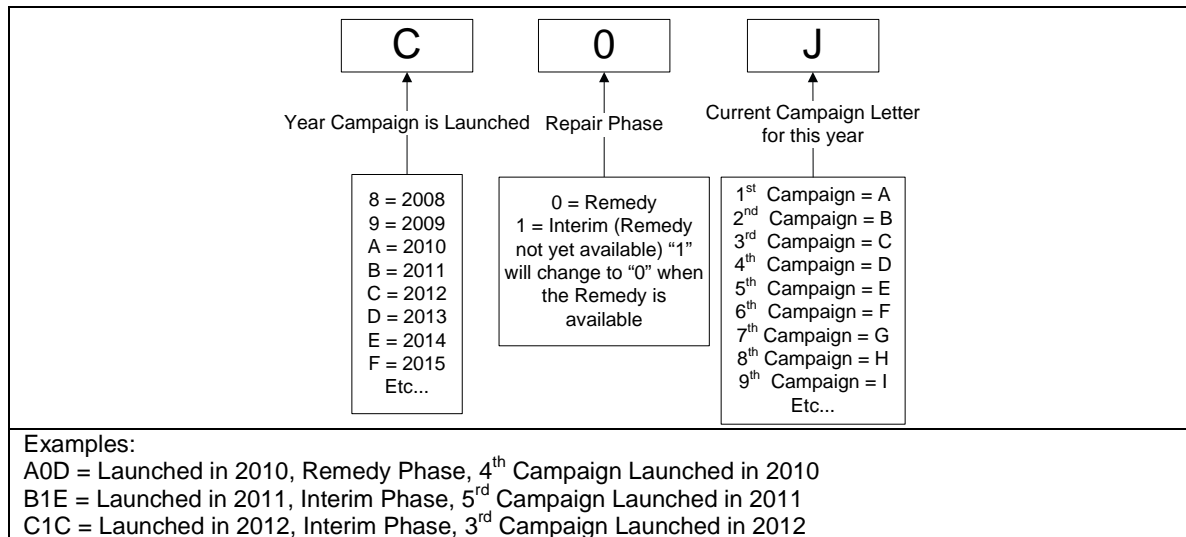 C 0 J
Year Campaign is Launched
Repair Phase
Current Campaign Letter
for this year
8 = 2008
9 = 2009
A = 2010
B = 2011
C = 2012
D = 2013
E = 2014
F = 2015
Etc...
0 = Remedy
1 = Interim (Remedy
not yet available) “1”
will change to “0” when
the Remedy is
available
1st Campaign = A
2nd Campaign = B
3rd Campaign = C
4th Campaign = D
5th Campaign = E
6th Campaign = F
7th Campaign = G
8th Campaign = H
9th Campaign = I
Etc...
Examples:
A0D = Launched in 2010, Remedy Phase, 4th Campaign Launched in 2010
B1E = Launched in 2011, Interim Phase, 5rd Campaign Launched in 2011
C1C = Launched in 2012, Interim Phase, 3rd Campaign Launched in 2012